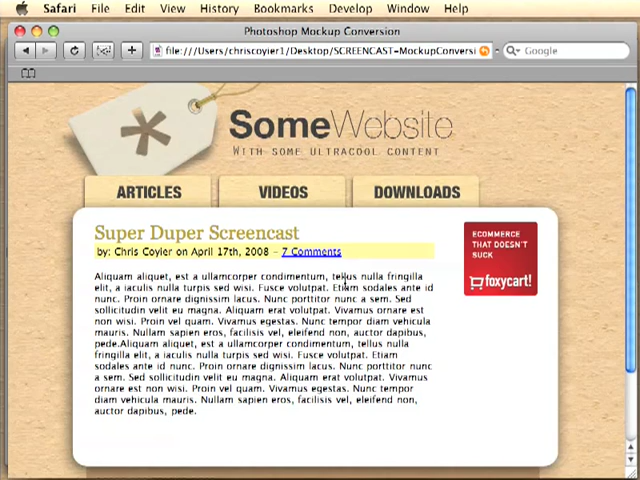 Safari File Edit View History Bookmarks Develop Window Help
Photoshop Mockup Conversion
file:///Users/chriscoyier1/Desktop/SCREENCAST=MockupConversi
Google
SomeWebsite
WITH SOME ULTRACOOL CONTENT
ARTICLES VIDEOS DOWNLOADS
Super Duper Screencast
by: Chris Coyier on April 17th, 2008 - 7 Comments
ECOMMERCE
THAT DOESN'T
SUCK
foxycart!
Aliquam aliquet, est a ullamcorper condimentum, tellus nulla fringilla
elit, a iaculis nulla turpis sed wisi. Fusce volutpat. Etiam sodales ante id
nunc. Proin ornare dignissim lacus. Nunc porttitor nunc a sem. Sed
sollicitudin velit eu magna. Aliquam erat volutpat. Vivamus ornare est
non wisi. Proin vel quam. Vivamus egestas. Nunc tempor diam vehicula
mauris. Nullam sapien eros, facilisis vel, eleifend non, auctor dapibus,
pede.Aliquam aliquet, est a ullamcorper condimentum, tellus nulla
fringilla elit, a iaculis nulla turpis sed wisi. Fusce volutpat. Etiam
sodales ante id nunc. Proin ornare dignissim lacus. Nunc porttitor nunc
a sem. Sed sollicitudin velit eu magna. Aliquam erat volutpat. Vivamus
ornare est non wisi. Proin vel quam. Vivamus egestas. Nunc tempor
diam vehicula mauris. Nullam sapien eros, facilisis vel, eleifend non,
auctor dapibus, pede.